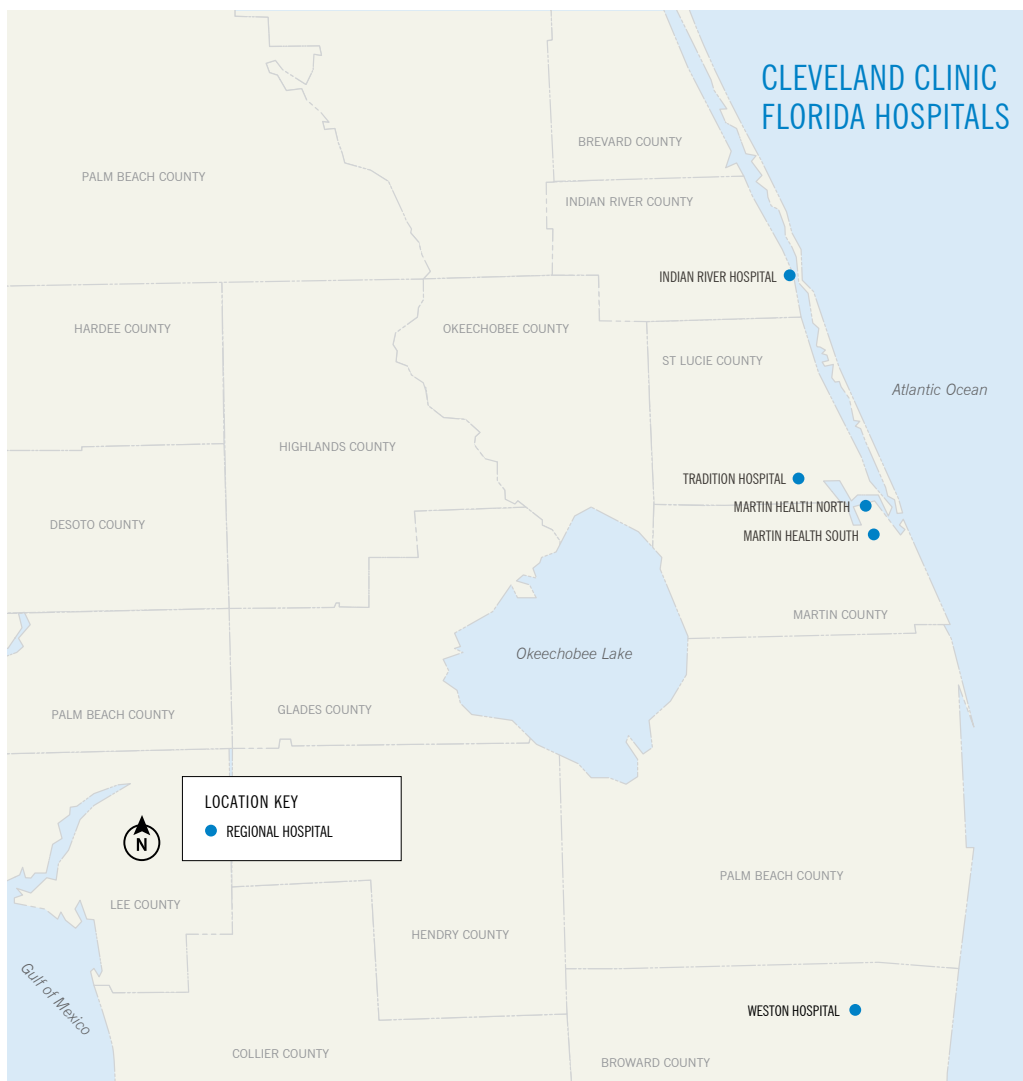 CLEVELAND CLINIC
FLORIDA HOSPITALS
BREVARD COUNTY
PALM BEACH COUNTY
INDIAN RIVER COUNTY
INDIAN RIVER HOSPITAL
HARDEE COUNTY
OKEECHOBEE COUNTY
ST LUCIE COUNTY
Atlantic Ocean
HIGHLANDS COUNTY
TRADITION HOSPITAL
MARTIN HEALTH NORTH
DESOTO COUNTY
MARTIN HEALTH SOUTH
MARTIN COUNTY
Okeechobee Lake
GLADES COUNTY
PALM BEACH COUNTY
LOCATION KEY
REGIONAL HOSPITAL
N
PALM BEACH COUNTY
LEE COUNTY
HENDRY COUNTY
Gulf of Mexico
WESTON HOSPITAL
COLLIER COUNTY
BROWARD COUNTY